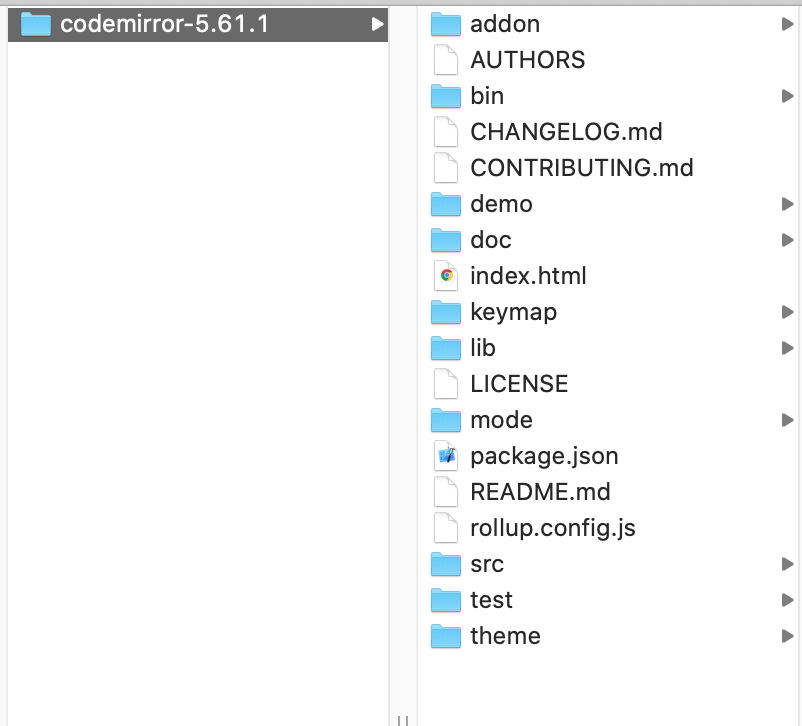 codemirror-5.61.1
addon
AUTHORS
bin
CHANGELOG.md
CONTRIBUTING.md
demo
doc
index.html
keymap
lib
LICENSE
mode
package.json
README.md
rollup.config.js
src
test
theme